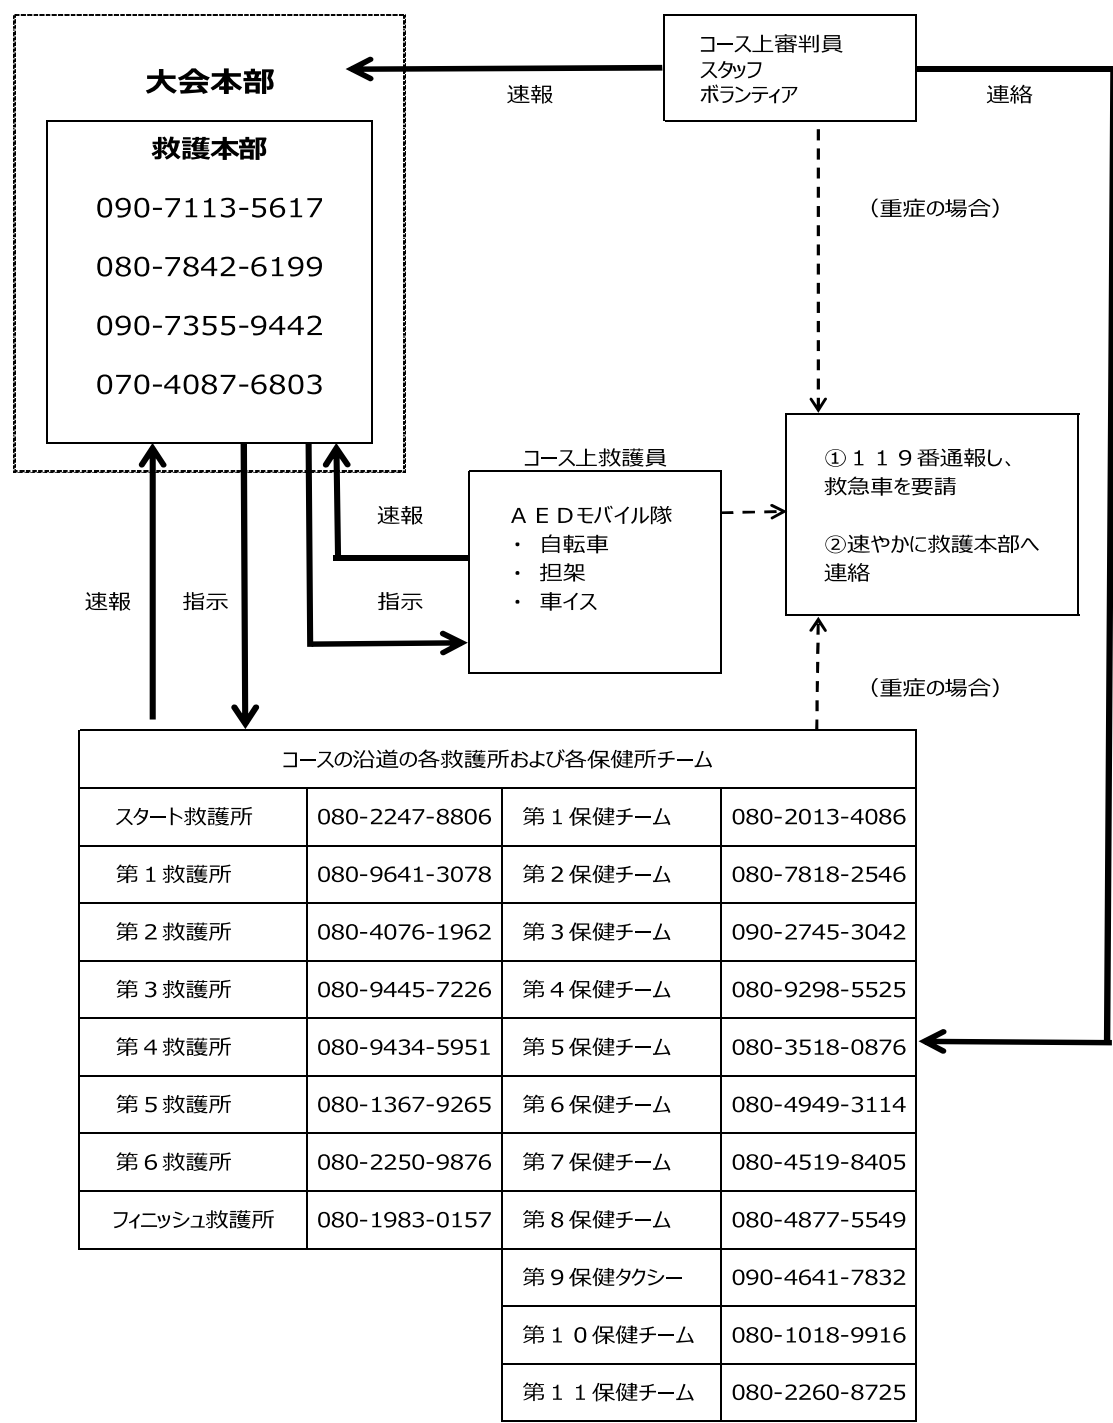 大会本部
救護本部
090-7113-5617
080-7842-6199
090-7355-9442
070-4087-6803
コース上審判員
スタッフ
ボランティア
速報
連絡
（重症の場合）
①１１９番通報し、
救急車を要請
②速やかに救護本部へ
連絡
コース上救護員
ＡＥＤモバイル隊
・ 自転車
・ 担架
・ 車イス
速報
指示
速報
指示
（重症の場合）
コースの沿道の各救護所および各保健所チーム
スタート救護所 080-2247-8806 第１保健チーム 080-2013-4086
第１救護所 080-9641-3078 第２保健チーム 080-7818-2546
第２救護所 080-4076-1962 第３保健チーム 090-2745-3042
第３救護所 080-9445-7226 第４保健チーム 080-9298-5525
第４救護所 080-9434-5951 第５保健チーム 080-3518-0876
第５救護所 080-1367-9265 第６保健チーム 080-4949-3114
第６救護所 080-2250-9876 第７保健チーム 080-4519-8405
フィニッシュ救護所 080-1983-0157 第８保健チーム 080-4877-5549
第９保健タクシー 090-4641-7832
第１０保健チーム 080-1018-9916
第１１保健チーム 080-2260-8725